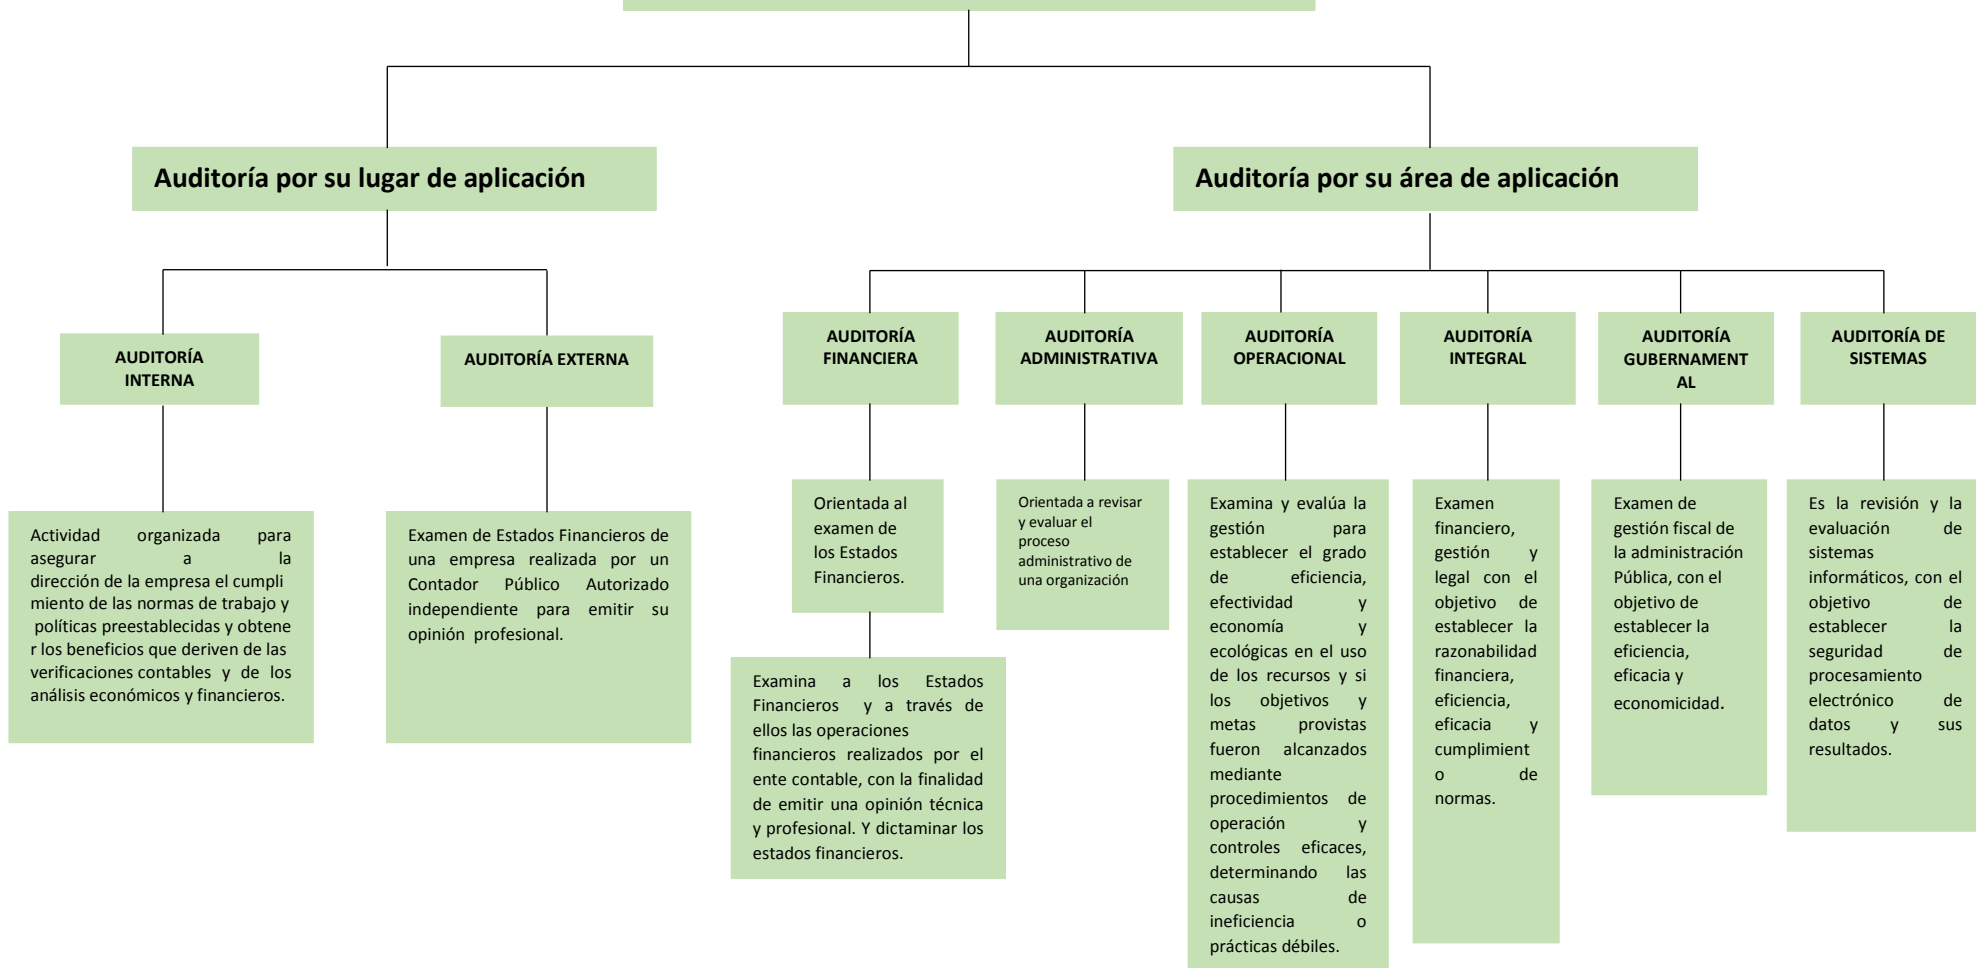 Auditoría por su lugar de aplicación
Auditoría por su área de aplicación
AUDITORÍA
INTERNA
AUDITORÍA EXTERNA
AUDITORÍA
FINANCIERA
AUDITORÍA
ADMINISTRATIVA
AUDITORÍA
OPERACIONAL
AUDITORÍA
INTEGRAL
AUDITORÍA
GUBERNAMENT
AL
AUDITORÍA DE
SISTEMAS
Actividad organizada para
asegurar a la
dirección de la empresa el cumpli
miento de las normas de trabajo y
políticas preestablecidas y obtene
r los beneficios que deriven de las
verificaciones contables y de los
análisis económicos y financieros.
Examen de Estados Financieros de
una empresa realizada por un
Contador Público Autorizado
independiente para emitir su
opinión profesional.
Orientada al
examen de
los Estados
Financieros.
Examina a los Estados
Financieros y a través de
ellos las operaciones
financieros realizados por el
ente contable, con la finalidad
de emitir una opinión técnica
y profesional. Y dictaminar los
estados financieros.
Orientada a revisar
y evaluar el
proceso
administrativo de
una organización
Examina y evalúa la
gestión para
establecer el grado
de eficiencia,
efectividad y
economía y
ecológicas en el uso
de los recursos y si
los objetivos y
metas provistas
fueron alcanzados
mediante
procedimientos de
operación y
controles eficaces,
determinando las
causas de
ineficiencia o
prácticas débiles.
Examen
financiero,
gestión y
legal con el
objetivo de
establecer la
razonabilidad
financiera,
eficiencia,
eficacia y
cumplimient
o de
normas.
Examen de
gestión fiscal de
la administración
Pública, con el
objetivo de
establecer la
eficiencia,
eficacia y
economicidad.
Es la revisión y la
evaluación de
sistemas
informáticos, con el
objetivo de
establecer la
seguridad de
procesamiento
electrónico de
datos y sus
resultados.